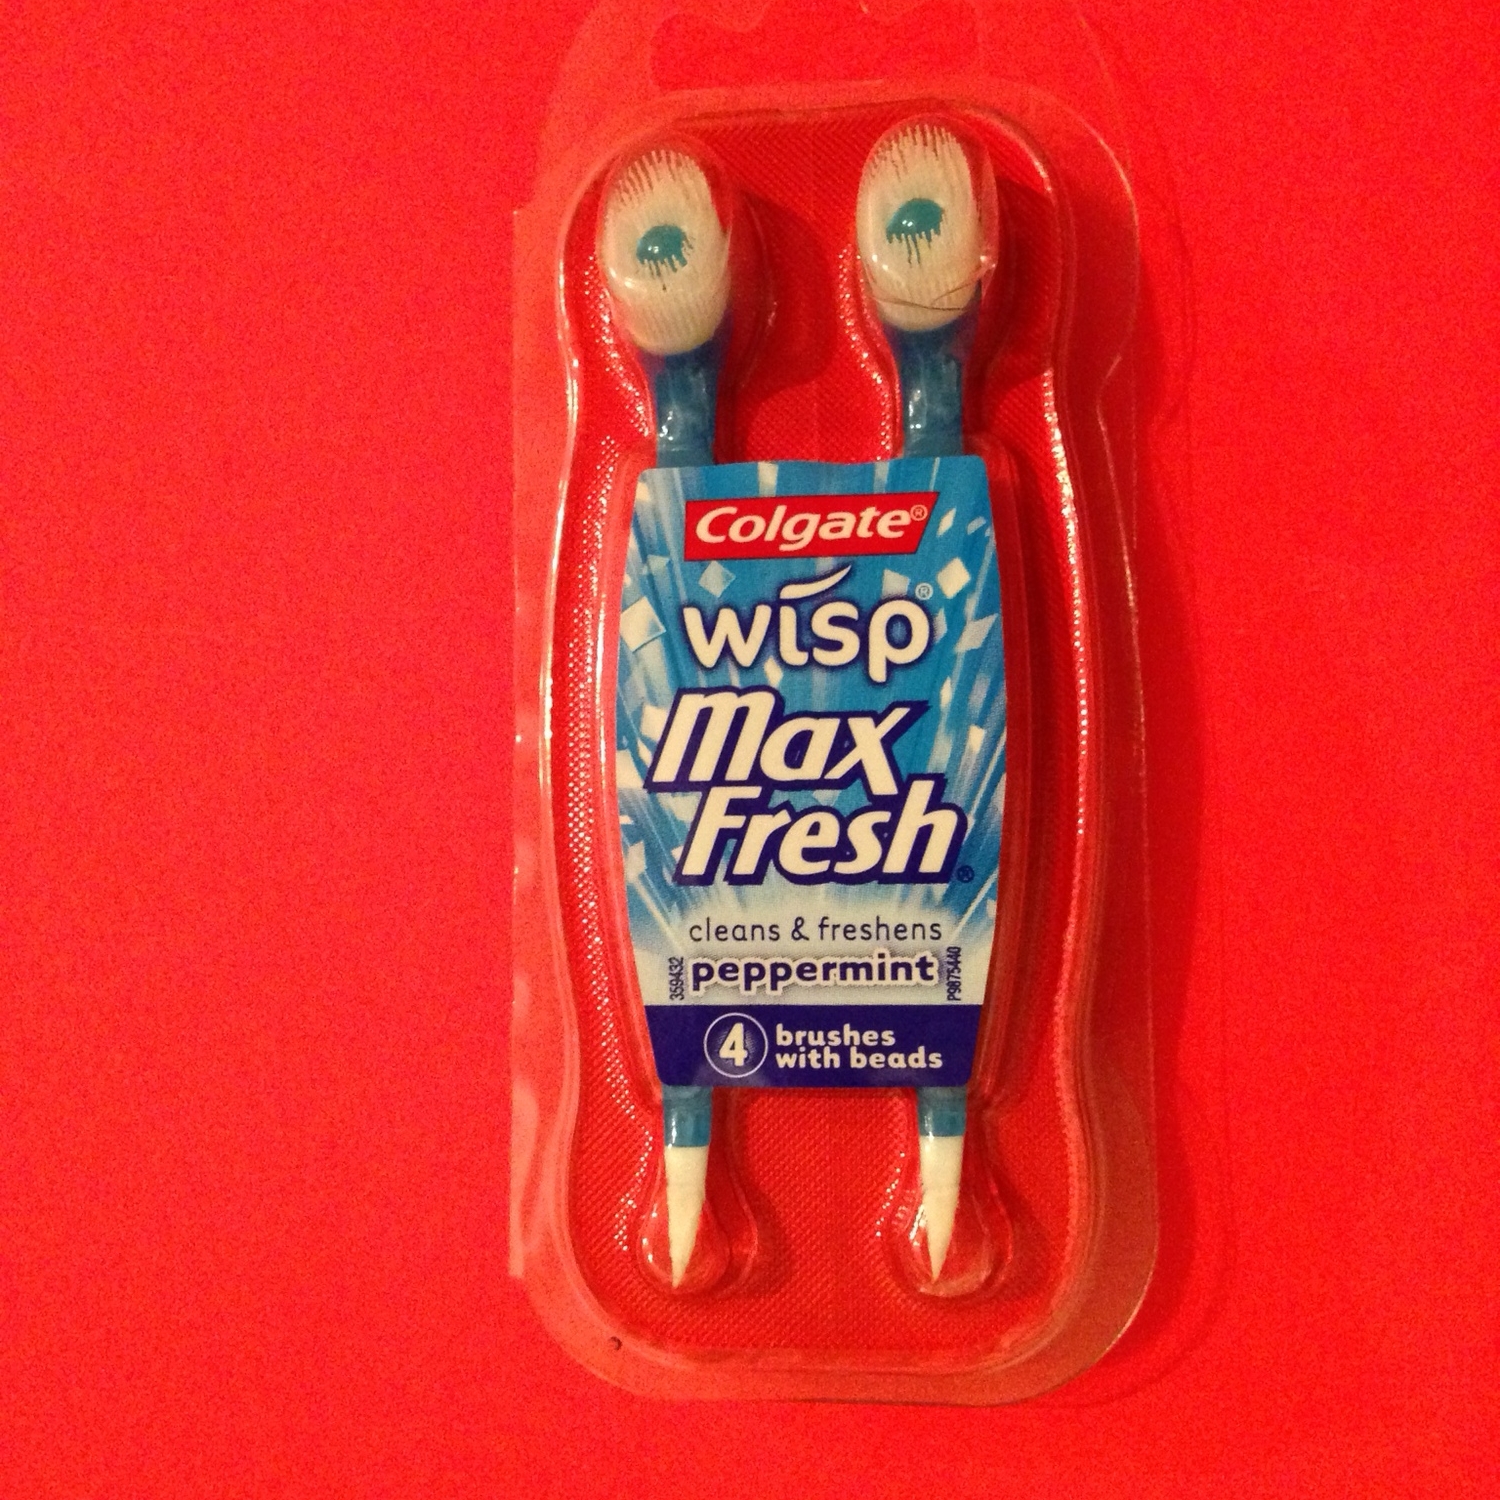 Colgate®
wisp®
Max
Fresh®
cleans & freshens
peppermint
359432
P9875440
4 brushes
with beads